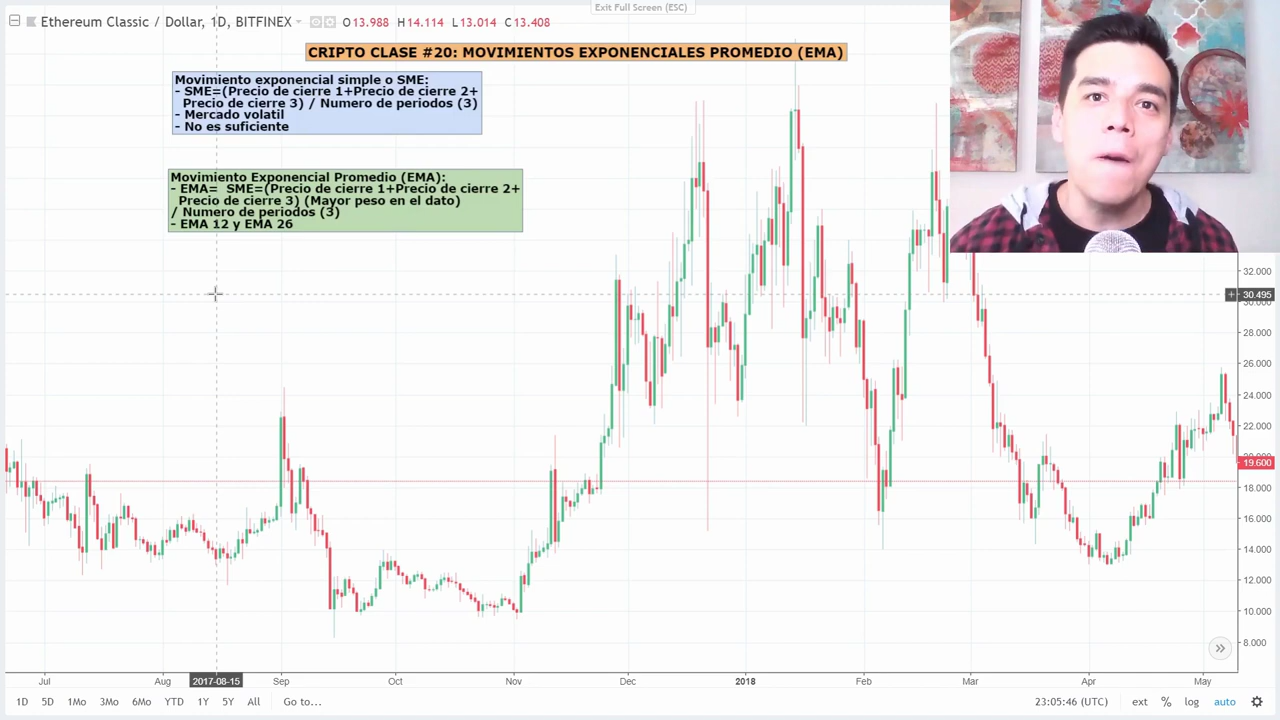 Exit Full Screen (ESC)
Ethereum Classic / Dollar, 1D, BITFINEX O13.988 H14.114 L13.014 C13.408
CRIPTO CLASE #20: MOVIMIENTOS EXPONENCIALES PROMEDIO (EMA)
Movimiento exponencial simple o SME:
- SME=(Precio de cierre 1+Precio de cierre 2+
Precio de cierre 3) / Numero de periodos (3)
- Mercado volatil
- No es suficiente
Movimiento Exponencial Promedio (EMA):
- EMA= SME=(Precio de cierre 1+Precio de cierre 2+
Precio de cierre 3) (Mayor peso en el dato)
/ Numero de periodos (3)
- EMA 12 y EMA 26
32.000
30.495
28.000
26.000
24.000
22.000
19.600
18.000
16.000
14.000
12.000
10.000
8.000
Jul Aug 2017-08-15 Sep Oct Nov Dec 2018 Feb Mar Apr May
1D 5D 1Mo 3Mo 6Mo YTD 1Y 5Y All Go to... 23:05:46 (UTC) ext % log auto